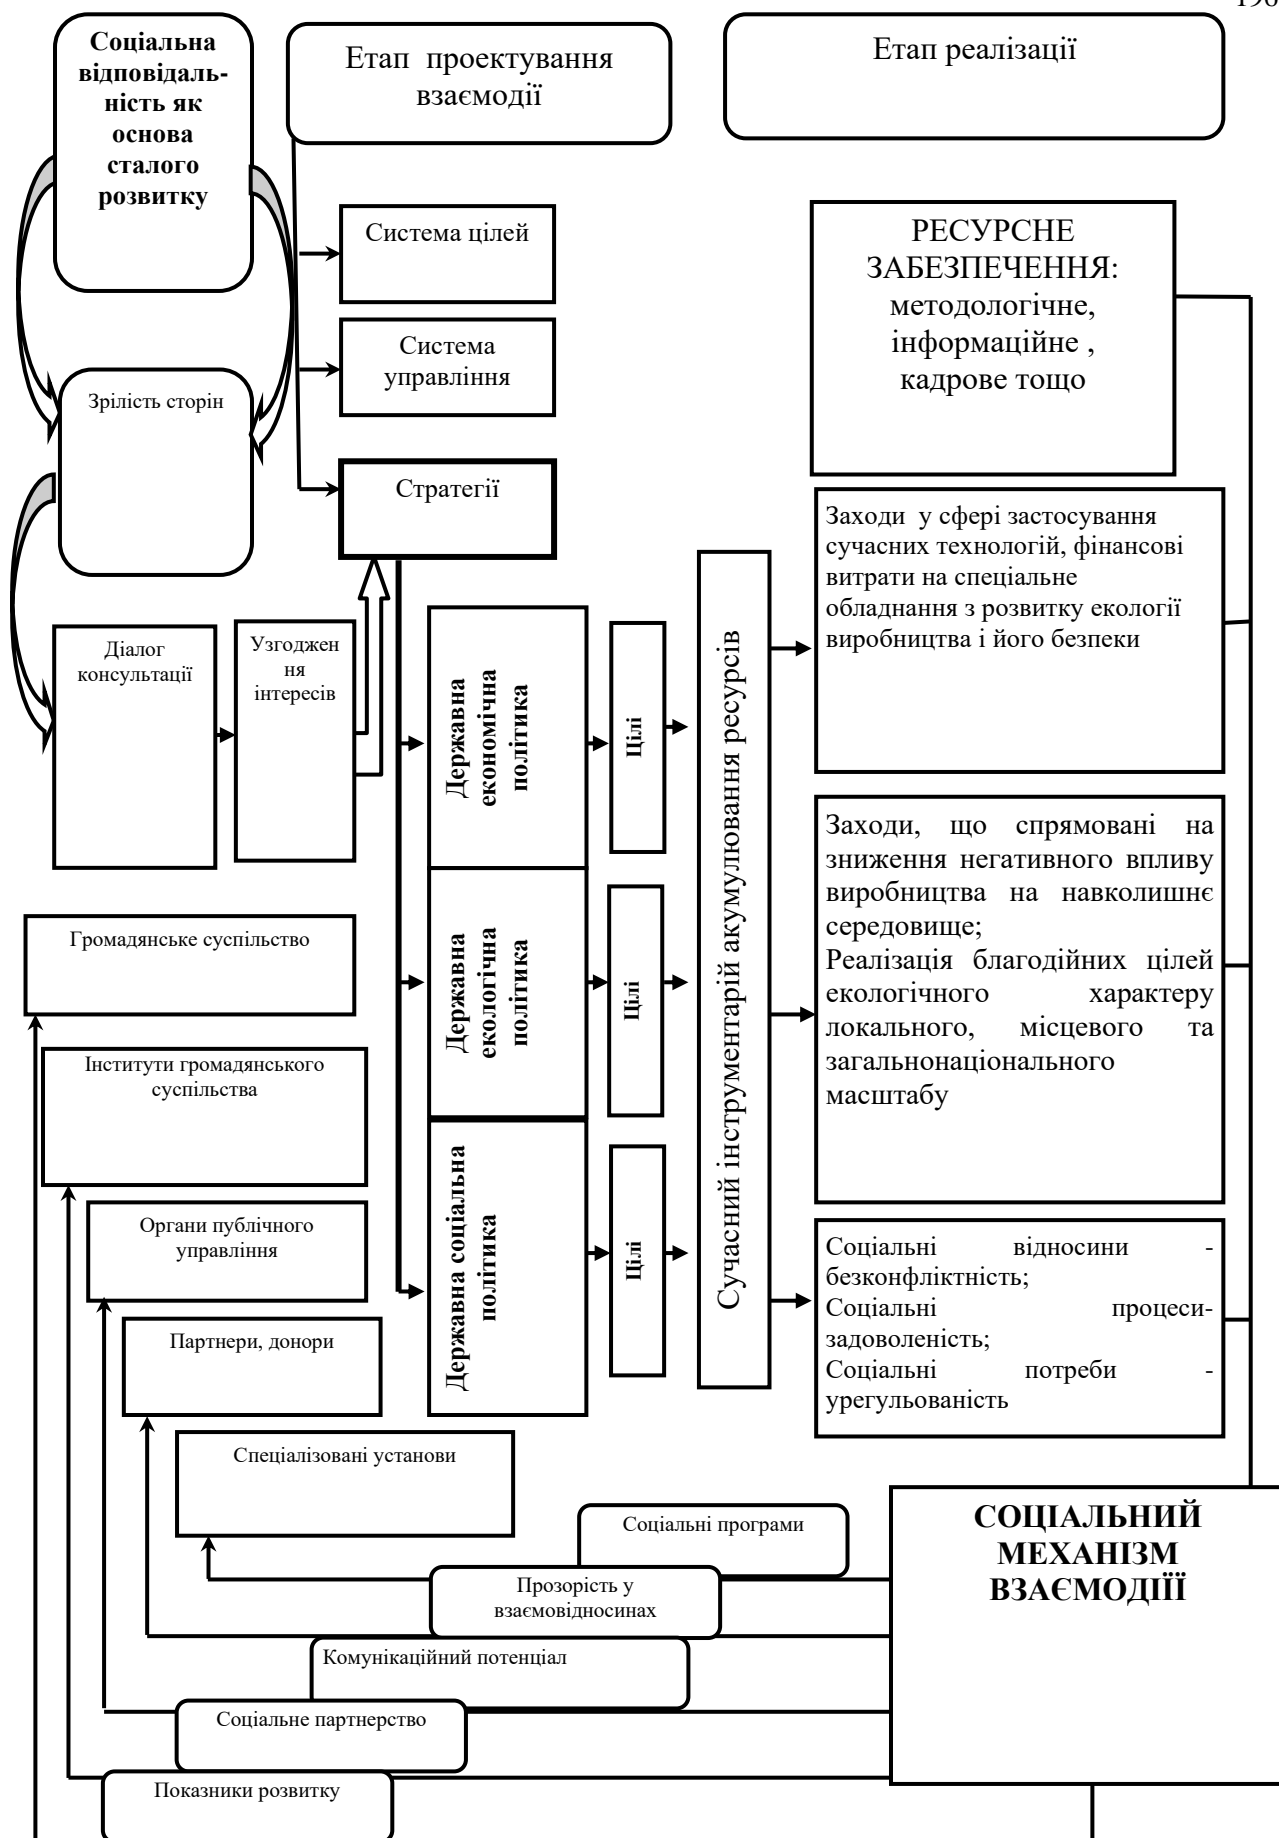 Соціальна
відповідаль-
ність як
основа
сталого
розвитку
Етап проектування
взаємодії
Етап реалізації
Система цілей
Система
управління
Стратегії
РЕСУРСНЕ
ЗАБЕЗПЕЧЕННЯ:
методологічне,
інформаційне ,
кадрове тощо
Зрілість сторін
Діалог
консультації
Узгоджен
ня
інтересів
Державна
економічна
політика
Державна
екологічна
політика
Державна соціальна
політика
Цілі
Цілі
Цілі
Сучасний інструментарій акумулювання ресурсів
Заходи у сфері застосування
сучасних технологій, фінансові
витрати на спеціальне
обладнання з розвитку екології
виробництва і його безпеки
Заходи, що спрямовані на
зниження негативного впливу
виробництва на навколишнє
середовище;
Реалізація благодійних цілей
екологічного характеру
локального, місцевого та
загальнонаціонального
масштабу
Соціальні відносини -
безконфліктність;
Соціальні процеси-
задоволеність;
Соціальні потреби -
урегульованість
Громадянське суспільство
Інститути громадянського
суспільства
Органи публічного
управління
Партнери, донори
Спеціалізовані установи
Соціальні програми
Прозорість у
взаємовідносинах
Комунікаційний потенціал
Соціальне партнерство
Показники розвитку
СОЦІАЛЬНИЙ
МЕХАНІЗМ
ВЗАЄМОДІЇЇ